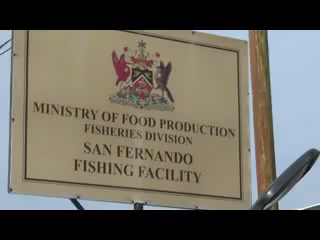 MINISTRY OF FOOD PRODUCTION
FISHERIES DIVISION
SAN FERNANDO
FISHING FACILITY